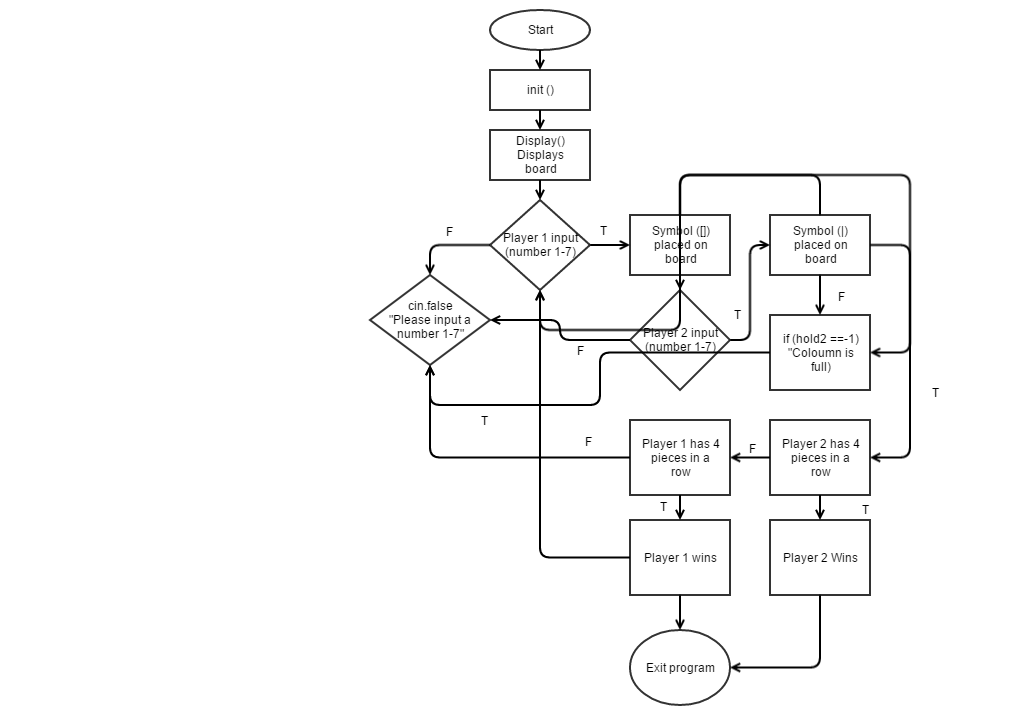 Start
init ()
Display()
Displays
board
F
Player 1 input
(number 1-7)
T
Symbol ([])
placed on
board
Symbol (|)
placed on
board
cin.false
"Please input a
number 1-7"
F
Player 2 input
(number 1-7)
T
F
if (hold2 ==-1)
"Coloumn is
full)
T
T
F
Player 1 has 4
pieces in a
row
F
Player 2 has 4
pieces in a
row
T
T
Player 1 wins
Player 2 Wins
Exit program